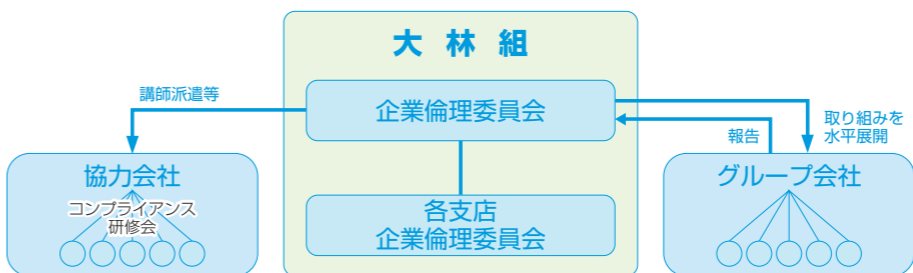 大林組
企業倫理委員会
各支店
企業倫理委員会
講師派遣等
協力会社
コンプライアンス
研修会
取り組みを
水平展開
報告
グループ会社